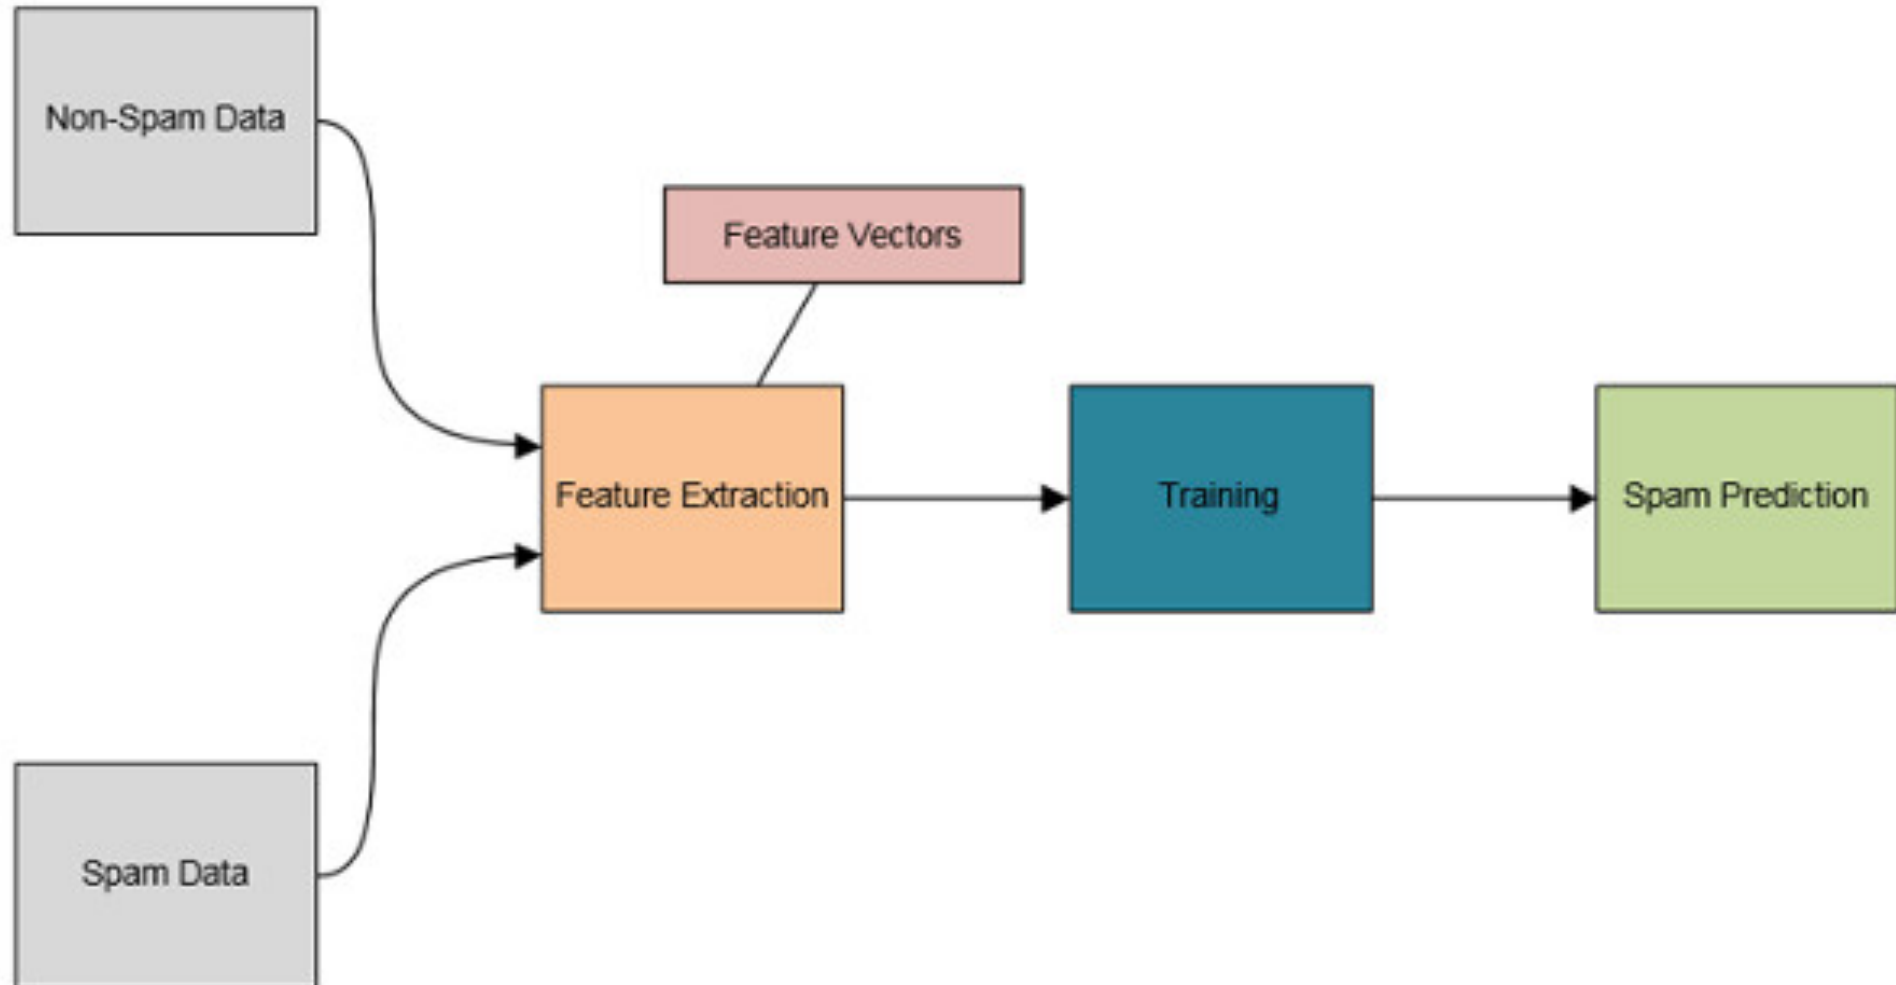 Non-Spam Data
Feature Vectors
Feature Extraction
Training
Spam Prediction
Spam Data